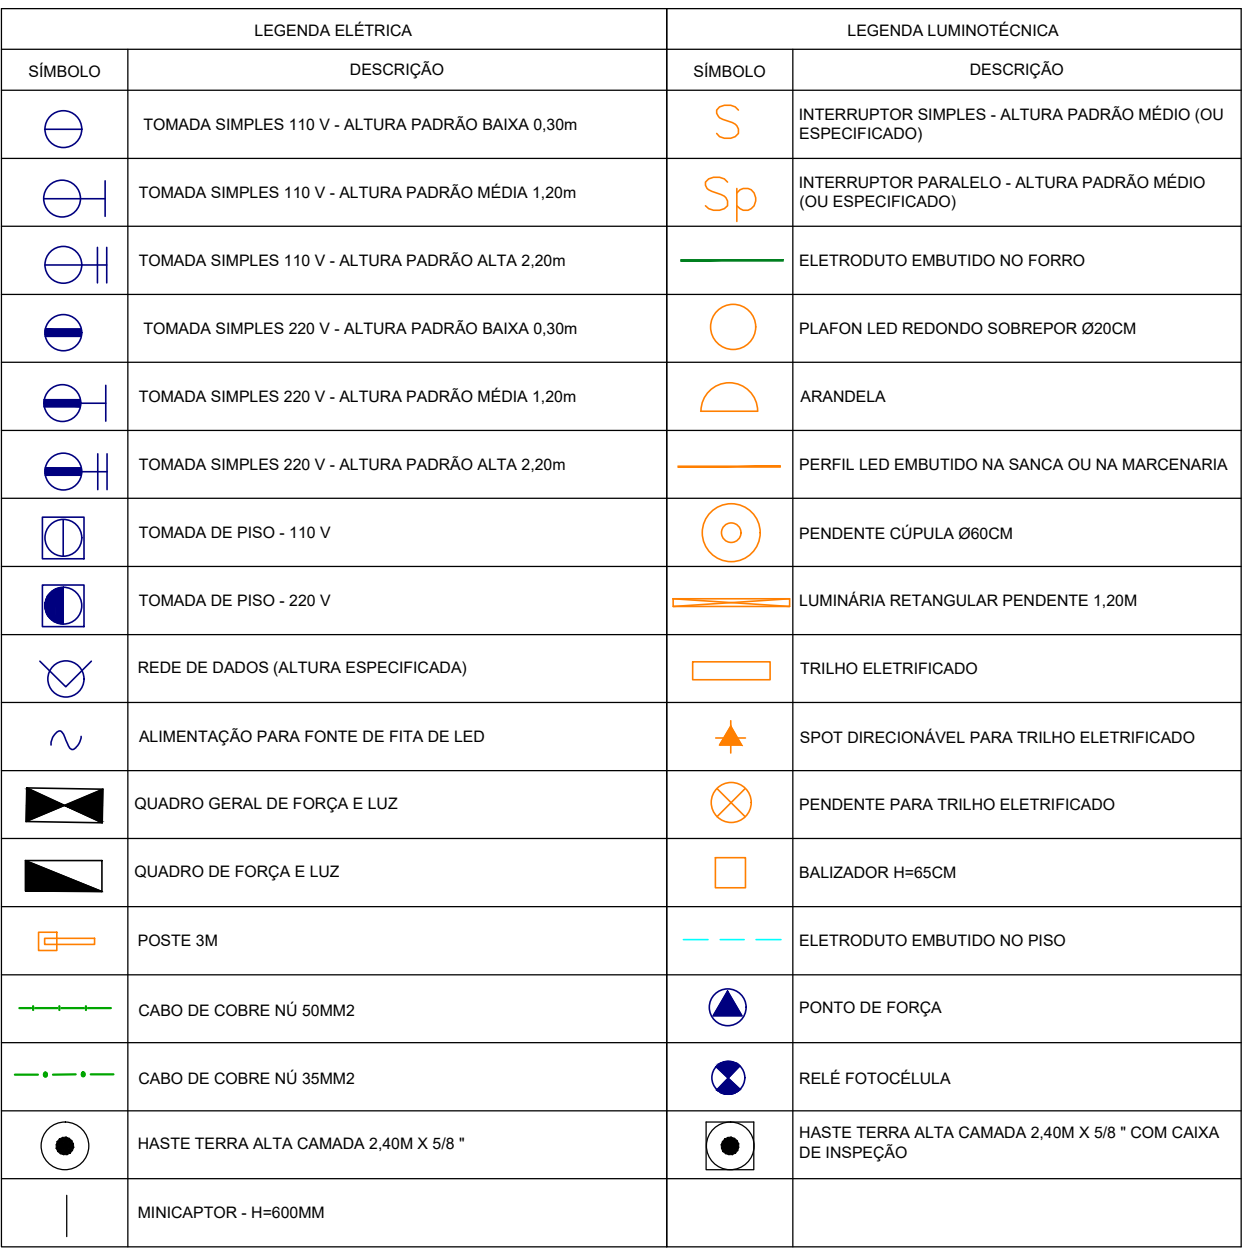 LEGENDA ELÉTRICA
LEGENDA LUMINOTÉCNICA
SÍMBOLO
DESCRIÇÃO
SÍMBOLO
DESCRIÇÃO
TOMADA SIMPLES 110 V - ALTURA PADRÃO BAIXA 0,30m
S
INTERRUPTOR SIMPLES - ALTURA PADRÃO MÉDIO (OU
ESPECIFICADO)
TOMADA SIMPLES 110 V - ALTURA PADRÃO MÉDIA 1,20m
Sp
INTERRUPTOR PARALELO - ALTURA PADRÃO MÉDIO
(OU ESPECIFICADO)
TOMADA SIMPLES 110 V - ALTURA PADRÃO ALTA 2,20m
ELETRODUTO EMBUTIDO NO FORRO
TOMADA SIMPLES 220 V - ALTURA PADRÃO BAIXA 0,30m
PLAFON LED REDONDO SOBREPOR Ø20CM
TOMADA SIMPLES 220 V - ALTURA PADRÃO MÉDIA 1,20m
ARANDELA
TOMADA SIMPLES 220 V - ALTURA PADRÃO ALTA 2,20m
PERFIL LED EMBUTIDO NA SANCA OU NA MARCENARIA
TOMADA DE PISO - 110 V
PENDENTE CÚPULA Ø60CM
TOMADA DE PISO - 220 V
LUMINÁRIA RETANGULAR PENDENTE 1,20M
REDE DE DADOS (ALTURA ESPECIFICADA)
TRILHO ELETRIFICADO
ALIMENTAÇÃO PARA FONTE DE FITA DE LED
SPOT DIRECIONÁVEL PARA TRILHO ELETRIFICADO
QUADRO GERAL DE FORÇA E LUZ
PENDENTE PARA TRILHO ELETRIFICADO
QUADRO DE FORÇA E LUZ
BALIZADOR H=65CM
POSTE 3M
ELETRODUTO EMBUTIDO NO PISO
CABO DE COBRE NÚ 50MM2
PONTO DE FORÇA
CABO DE COBRE NÚ 35MM2
RELÉ FOTOCÉLULA
HASTE TERRA ALTA CAMADA 2,40M X 5/8 "
HASTE TERRA ALTA CAMADA 2,40M X 5/8 " COM CAIXA
DE INSPEÇÃO
MINICAPTOR - H=600MM